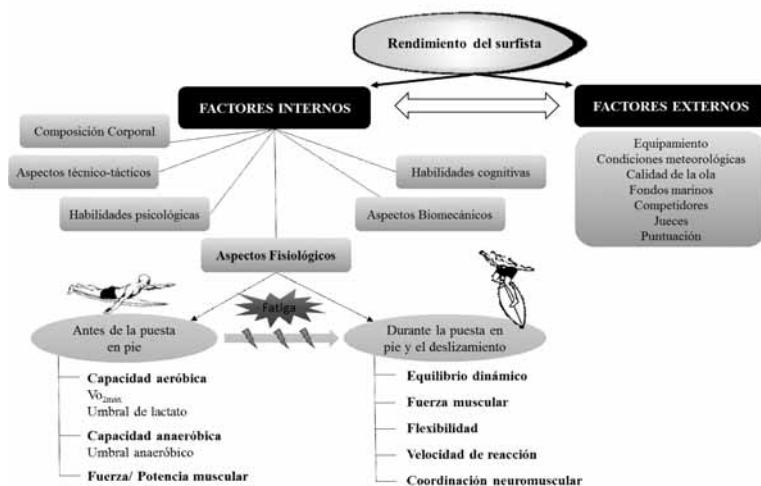 Rendimiento del surfista
FACTORES INTERNOS
FACTORES EXTERNOS
Composición Corporal
Aspectos técnico-tácticos
Habilidades psicológicas
Habilidades cognitivas
Aspectos Biomecánicos
Aspectos Fisiológicos
Equipamiento
Condiciones meteorológicas
Calidad de la ola
Fondos marinos
Competidores
Jueces
Puntuación
Fatiga
Antes de la puesta
en pie
Durante la puesta en
pie y el deslizamiento
Capacidad aeróbica
Vo2max
Umbral de lactato
Capacidad anaeróbica
Umbral anaeróbico
Fuerza/ Potencia muscular
Equilibrio dinámico
Fuerza muscular
Flexibilidad
Velocidad de reacción
Coordinación neuromuscular